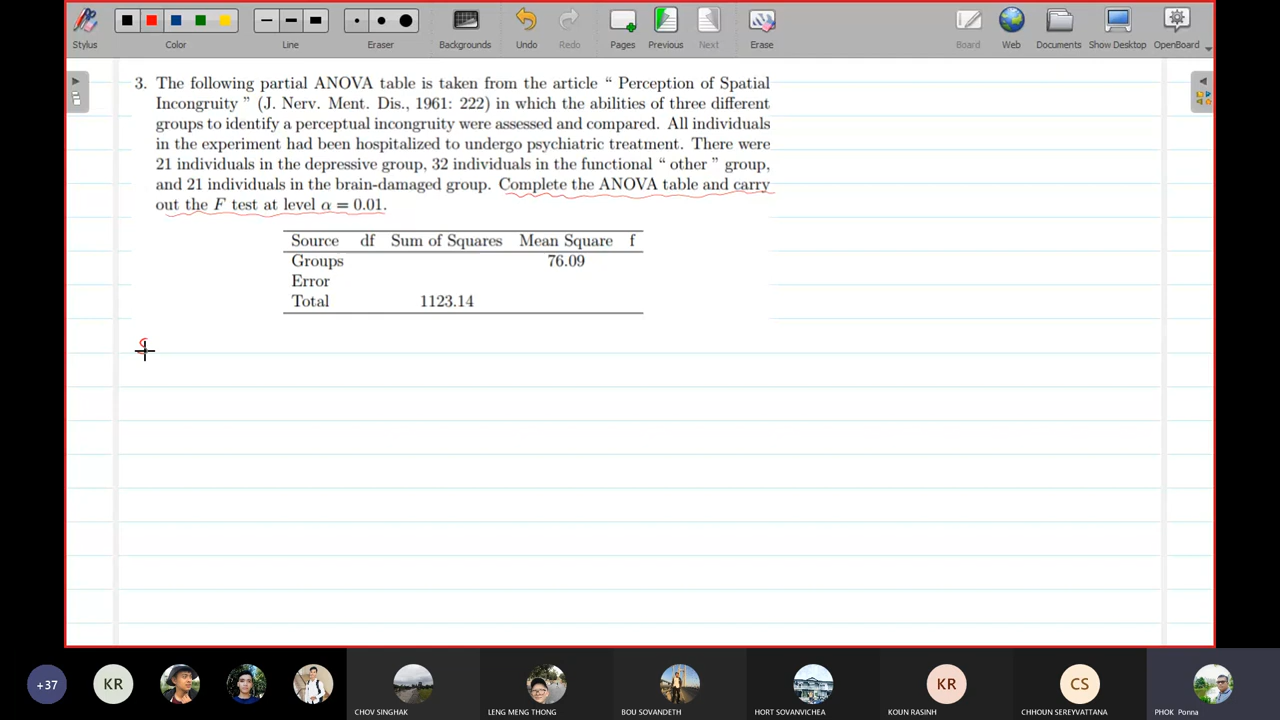 Stylus Color Line Eraser Backgrounds Undo Redo Pages Previous Next Erase Board Web Documents Show Desktop OpenBoard
3. The following partial ANOVA table is taken from the article “ Perception of Spatial
Incongruity ” (J. Nerv. Ment. Dis., 1961: 222) in which the abilities of three different
groups to identify a perceptual incongruity were assessed and compared. All individuals
in the experiment had been hospitalized to undergo psychiatric treatment. There were
21 individuals in the depressive group, 32 individuals in the functional “ other ” group,
and 21 individuals in the brain-damaged group. Complete the ANOVA table and carry
out the F test at level α = 0.01.
Source df Sum of Squares Mean Square f
Groups 76.09
Error
Total 1123.14
+37 KR KR CS
CHOV SINGHAK LENG MENG THONG BOU SOVANDETH HORT SOVANVICHEA KOUN RASINH CHHOUN SEREYVATTANA PHOK Ponna